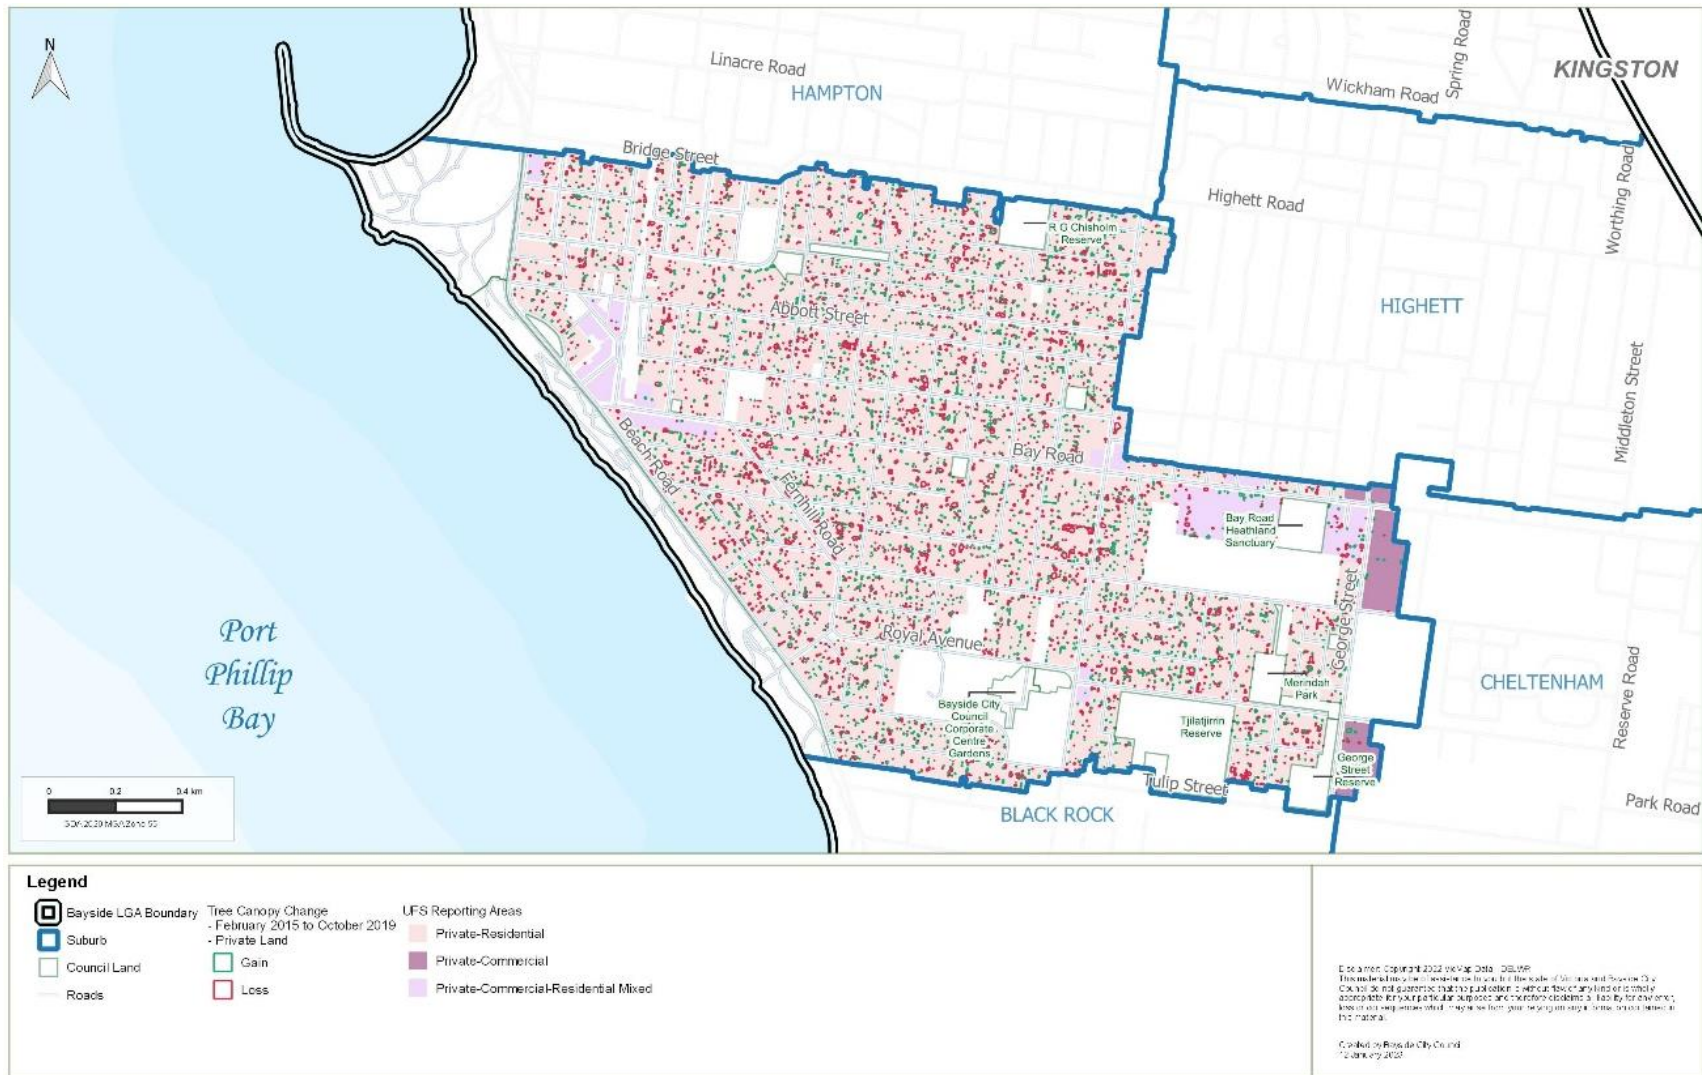 N
Linacre Road
HAMPTON
Spring Road
KINGSTON
Wickham Road
Bridge Street
Worthing Road
Highett Road
R G Chisholm
Reserve
HIGHETT
Abbott Street
Middleton Street
Beach Road
Bay Road
Fernhill Road
Bay Road
Heathland
Sanctuary
George Street
Port
Phillip
Bay
Royal Avenue
Reserve Road
CHELTENHAM
Merindah
Park
Bayside City
Council
Corporate
Centre
Gardens
Tjilatjirrin
Reserve
George
Street
Reserve
Tulip Street
BLACK ROCK
Park Road
0 0.2 0.4 km
GDA 2020 MGA Zone 55
Legend
Bayside LGA Boundary
Suburb
Council Land
Roads
Tree Canopy Change
- February 2015 to October 2019
- Private Land
Gain
Loss
UFS Reporting Areas
Private-Residential
Private-Commercial
Private-Commercial-Residential Mixed
Created by Bayside City Council